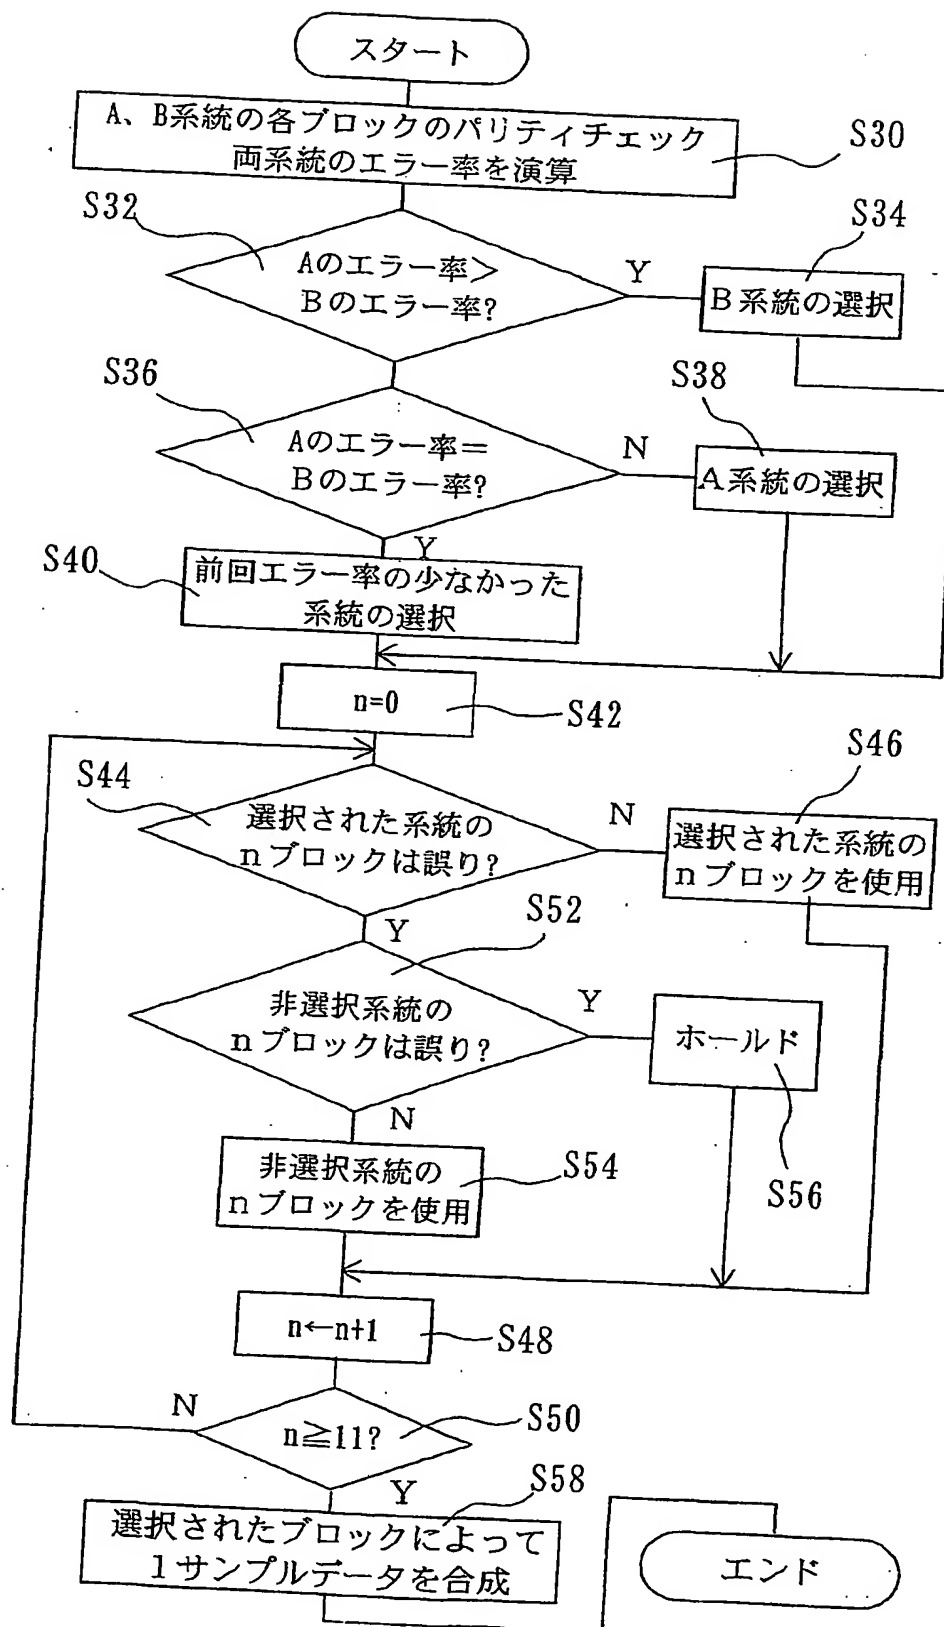 スタート
A、B系統の各ブロックのパリティチェック
両系統のエラー率を演算
S30
S32
Aのエラー率>
Bのエラー率?
Y
S34
B系統の選択
S36
Aのエラー率=
Bのエラー率?
N
S38
A系統の選択
Y
S40
前回エラー率の少なかった
系統の選択
n=0
S42
S44
選択された系統の
nブロックは誤り?
N
S46
選択された系統の
nブロックを使用
Y
S52
非選択系統の
nブロックは誤り?
Y
ホールド
S56
N
非選択系統の
nブロックを使用
S54
n←n+1
S48
N
n≧11?
S50
Y
S58
選択されたブロックによって
1サンプルデータを合成
エンド